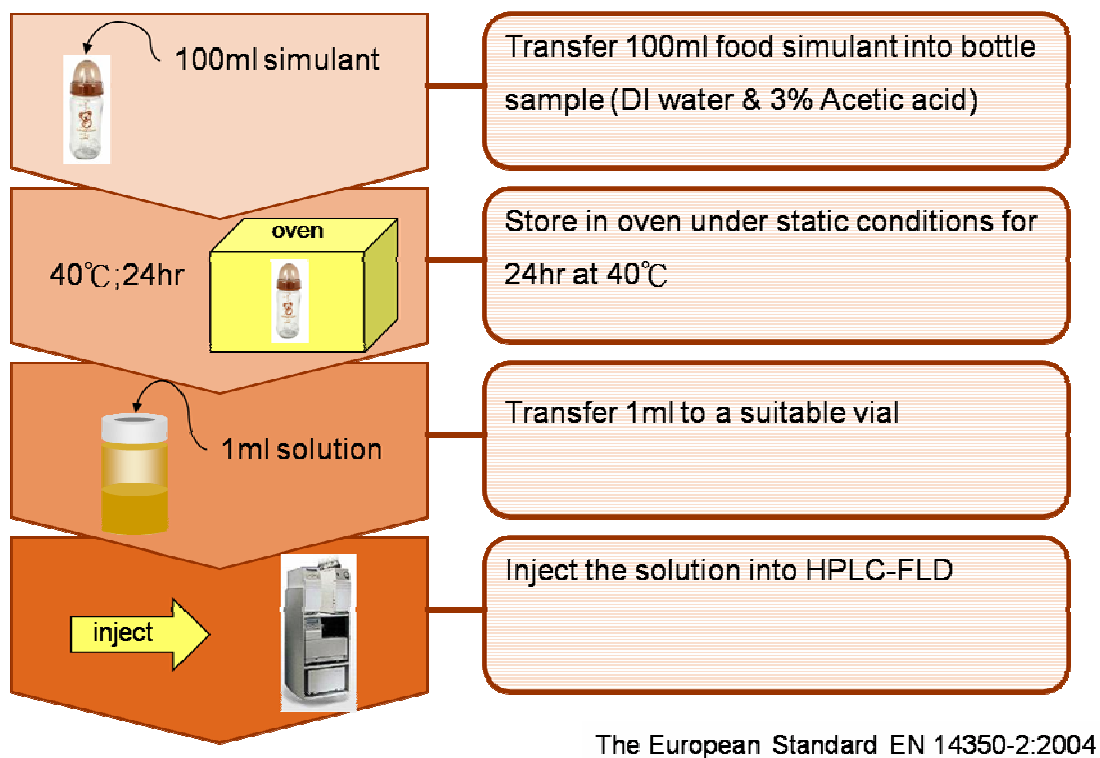 100ml simulant
Transfer 100ml food simulant into bottle
sample (DI water & 3% Acetic acid)
oven
40℃;24hr
Store in oven under static conditions for
24hr at 40℃
1ml solution
Transfer 1ml to a suitable vial
inject
Inject the solution into HPLC-FLD
The European Standard EN 14350-2:2004